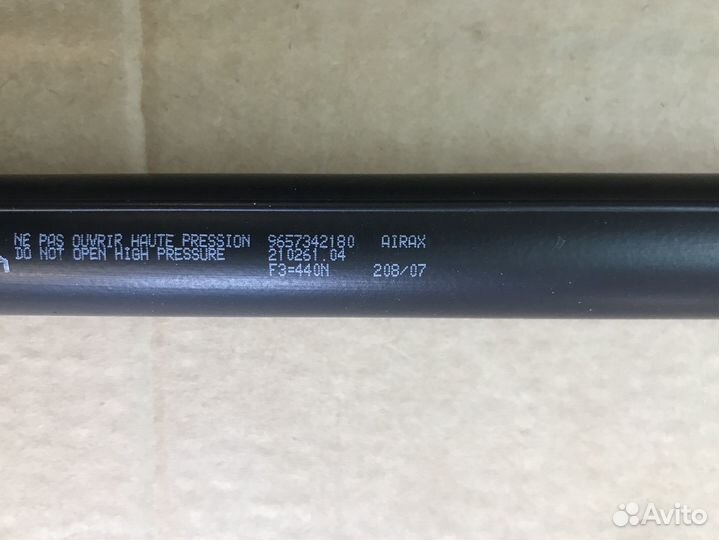 NE PAS OUVRIR HAUTE PRESSION 9657342180 AIRAX
DO NOT OPEN HIGH PRESSURE 210261.04
F3=440N 208/07
Avito